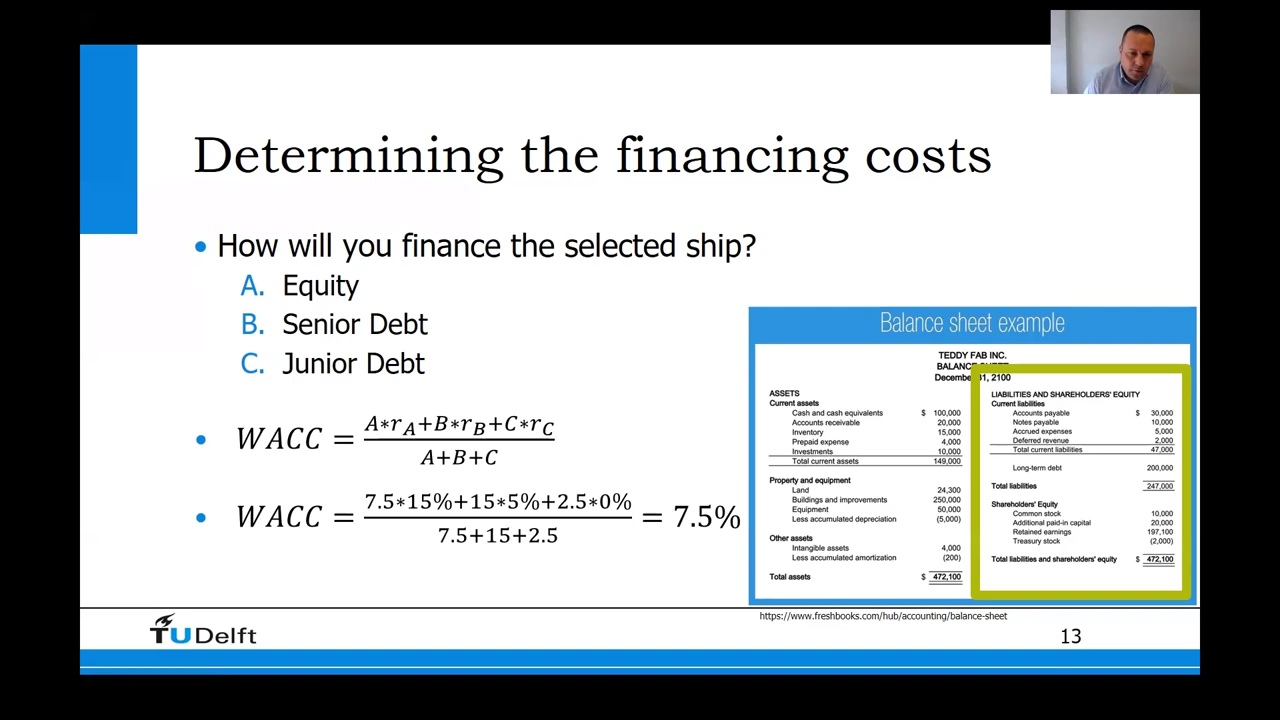 Determining the financing costs
• How will you finance the selected ship?
A. Equity
B. Senior Debt
C. Junior Debt
• WACC = (A*r_A+B*r_B+C*r_C)/(A+B+C)
• WACC = (7.5*15%+15*5%+2.5*0%)/(7.5+15+2.5) = 7.5%
Balance sheet example
TEDDY FAB INC.
BALANCE SHEET
December 31, 2100
ASSETS
Current assets
Cash and cash equivalents $ 100,000
Accounts receivable 20,000
Inventory 15,000
Prepaid expense 4,000
Investments 10,000
Total current assets 149,000
Property and equipment
Land 24,300
Buildings and improvements 250,000
Equipment 50,000
Less accumulated depreciation (5,000)
Other assets
Intangible assets 4,000
Less accumulated amortization (200)
Total assets $ 472,100
LIABILITIES AND SHAREHOLDERS' EQUITY
Current liabilities
Accounts payable $ 30,000
Notes payable 10,000
Accrued expenses 5,000
Deferred revenue 2,000
Total current liabilities 47,000
Long-term debt 200,000
Total liabilities 247,000
Shareholders' Equity
Common stock 10,000
Additional paid-in capital 20,000
Retained earnings 197,100
Treasury stock (2,000)
Total liabilities and shareholders' equity $ 472,100
https://www.freshbooks.com/hub/accounting/balance-sheet
TU Delft
13